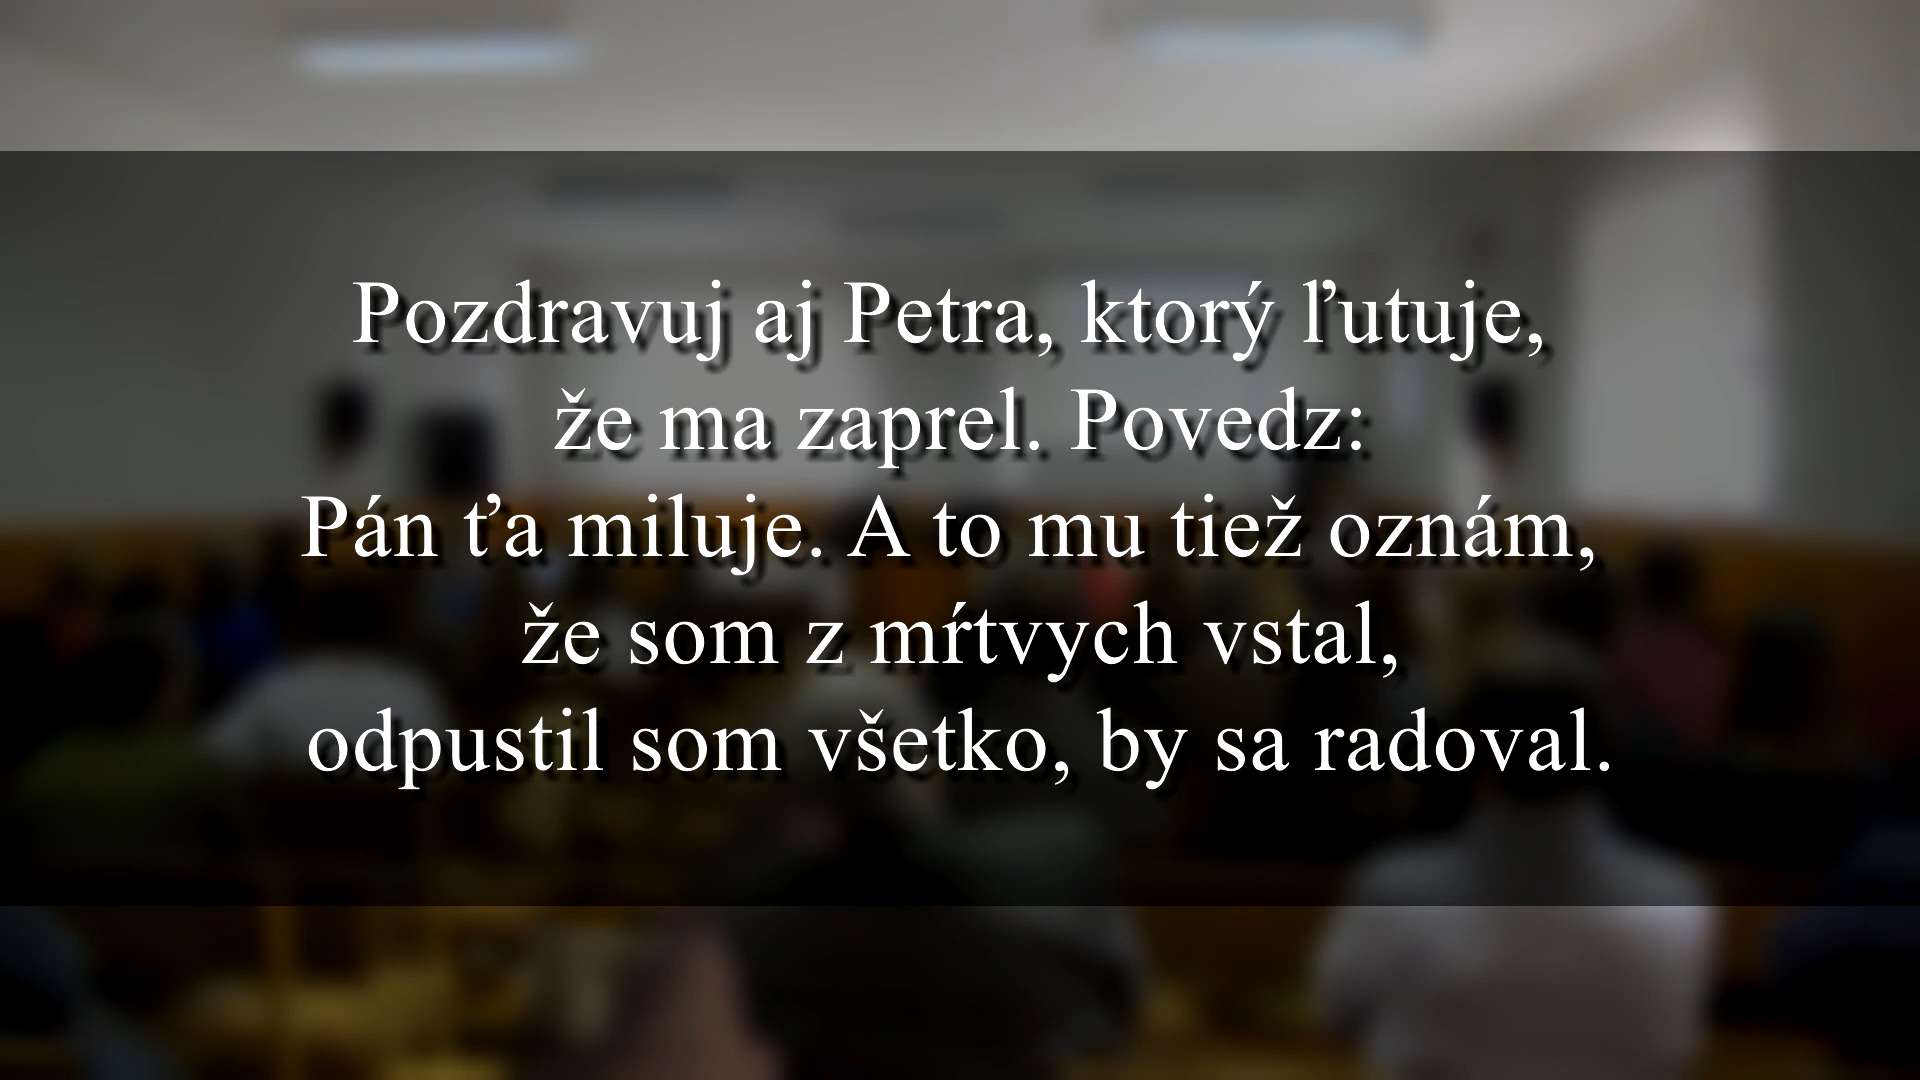 Pozdravuj aj Petra, ktorý ľutuje,
že ma zaprel. Povedz:
Pán ťa miluje. A to mu tiež oznám,
že som z mŕtvych vstal,
odpustil som všetko, by sa radoval.